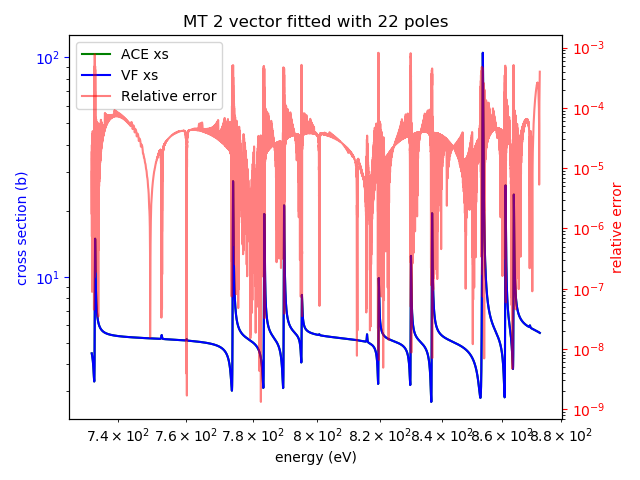 MT 2 vector fitted with 22 poles
ACE xs
VF xs
Relative error
10²
10¹
cross section (b)
10⁻³
10⁻⁴
10⁻⁵
10⁻⁶
10⁻⁷
10⁻⁸
10⁻⁹
relative error
7.4 × 10² 7.6 × 10² 7.8 × 10² 8 × 10² 8.2 × 10² 8.4 × 10² 8.6 × 10² 8.8 × 10²
energy (eV)